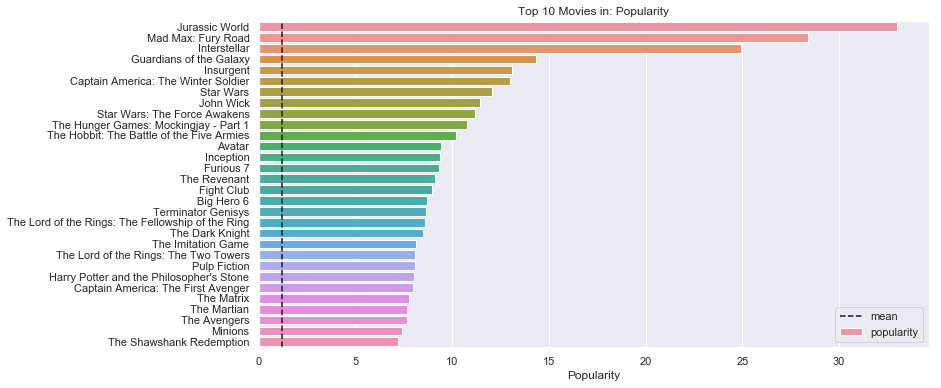 Top 10 Movies in: Popularity
Jurassic World
Mad Max: Fury Road
Interstellar
Guardians of the Galaxy
Insurgent
Captain America: The Winter Soldier
Star Wars
John Wick
Star Wars: The Force Awakens
The Hunger Games: Mockingjay - Part 1
The Hobbit: The Battle of the Five Armies
Avatar
Inception
Furious 7
The Revenant
Fight Club
Big Hero 6
Terminator Genisys
The Lord of the Rings: The Fellowship of the Ring
The Dark Knight
The Imitation Game
The Lord of the Rings: The Two Towers
Pulp Fiction
Harry Potter and the Philosopher's Stone
Captain America: The First Avenger
The Matrix
The Martian
The Avengers
Minions
The Shawshank Redemption
mean
popularity
0 5 10 15 20 25 30
Popularity